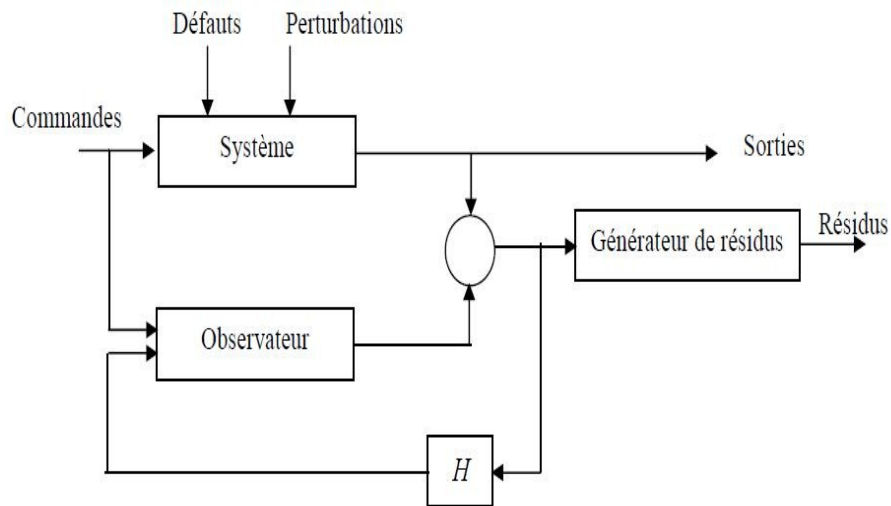 Défauts
Perturbations
Commandes
Système
Sorties
Générateur de résidus
Résidus
Observateur
H